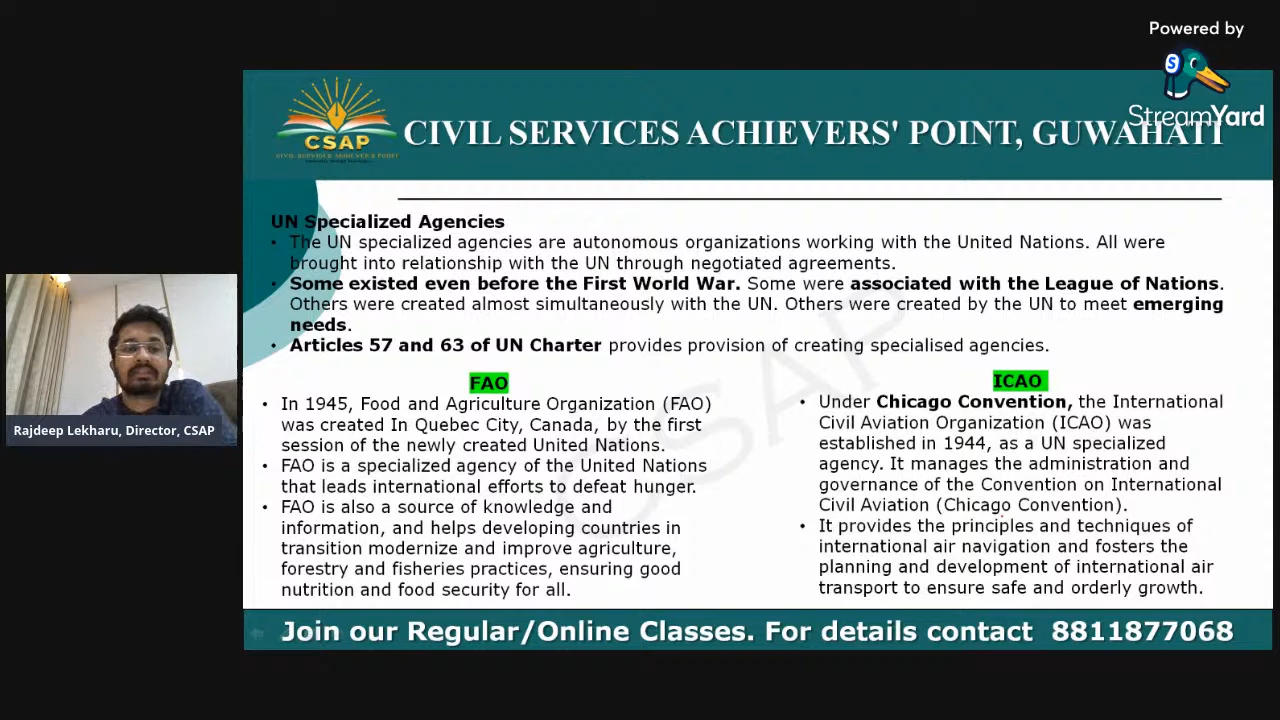 Powered by
StreamYard
CSAP
CIVIL SERVICES ACHIEVERS' POINT, GUWAHATI
UN Specialized Agencies
• The UN specialized agencies are autonomous organizations working with the United Nations. All were
brought into relationship with the UN through negotiated agreements.
• Some existed even before the First World War. Some were associated with the League of Nations.
Others were created almost simultaneously with the UN. Others were created by the UN to meet emerging
needs.
• Articles 57 and 63 of UN Charter provides provision of creating specialised agencies.
FAO
• In 1945, Food and Agriculture Organization (FAO)
was created In Quebec City, Canada, by the first
session of the newly created United Nations.
• FAO is a specialized agency of the United Nations
that leads international efforts to defeat hunger.
• FAO is also a source of knowledge and
information, and helps developing countries in
transition modernize and improve agriculture,
forestry and fisheries practices, ensuring good
nutrition and food security for all.
ICAO
• Under Chicago Convention, the International
Civil Aviation Organization (ICAO) was
established in 1944, as a UN specialized
agency. It manages the administration and
governance of the Convention on International
Civil Aviation (Chicago Convention).
• It provides the principles and techniques of
international air navigation and fosters the
planning and development of international air
transport to ensure safe and orderly growth.
CSAP
Rajdeep Lekharu, Director, CSAP
Join our Regular/Online Classes. For details contact 8811877068